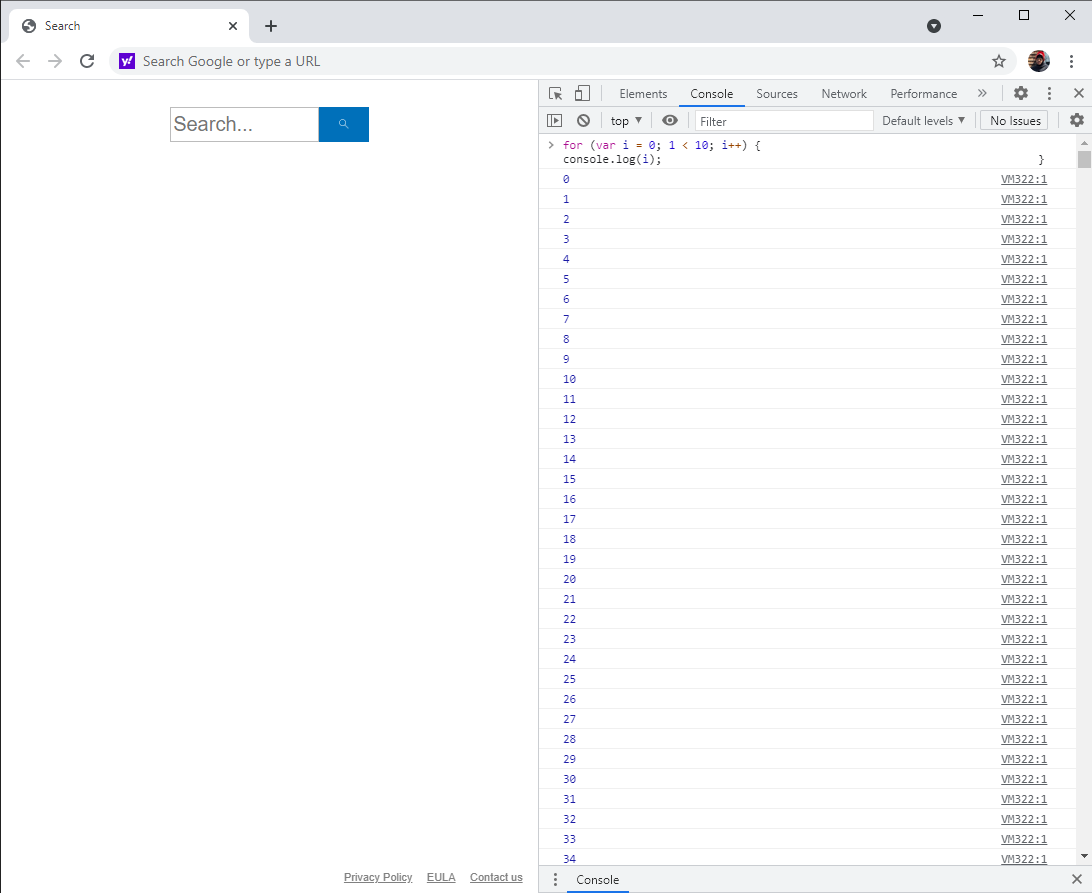 Search
Search Google or type a URL
Search...
Elements Console Sources Network Performance
top Filter Default levels No Issues
for (var i = 0; 1 < 10; i++) {
console.log(i); }
0 VM322:1
1 VM322:1
2 VM322:1
3 VM322:1
4 VM322:1
5 VM322:1
6 VM322:1
7 VM322:1
8 VM322:1
9 VM322:1
10 VM322:1
11 VM322:1
12 VM322:1
13 VM322:1
14 VM322:1
15 VM322:1
16 VM322:1
17 VM322:1
18 VM322:1
19 VM322:1
20 VM322:1
21 VM322:1
22 VM322:1
23 VM322:1
24 VM322:1
25 VM322:1
26 VM322:1
27 VM322:1
28 VM322:1
29 VM322:1
30 VM322:1
31 VM322:1
32 VM322:1
33 VM322:1
34 VM322:1
Privacy Policy EULA Contact us
Console